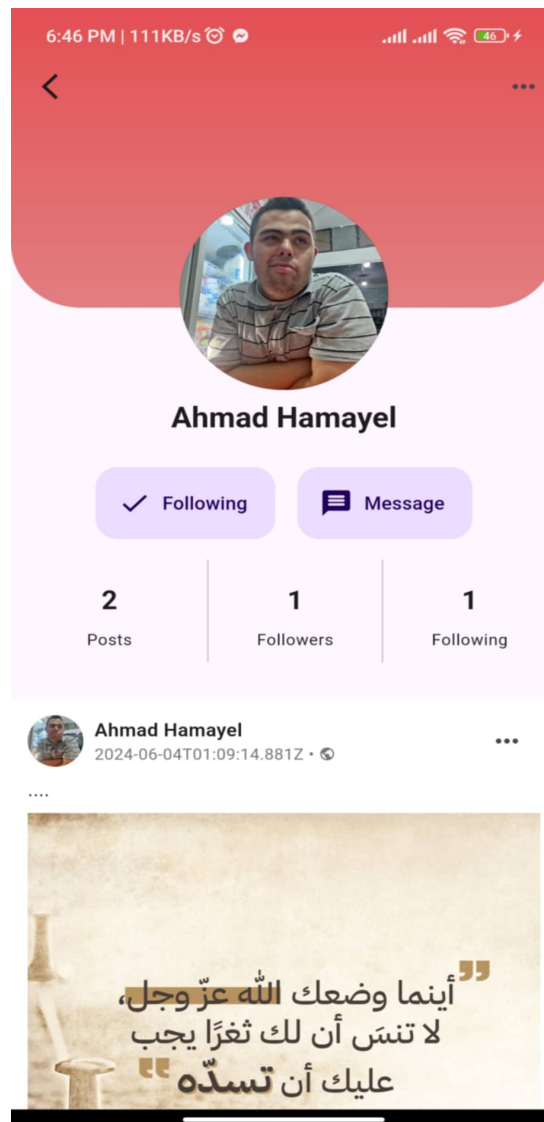 6:46 PM | 111KB/s
46
Ahmad Hamayel
Following
Message
2
1
1
Posts
Followers
Following
Ahmad Hamayel
2024-06-04T01:09:14.881Z •
....
”أينما وضعك الله عزّ وجل،
لا تنسَ أن لك ثغرًا يجب
عليك أن تسدّه“